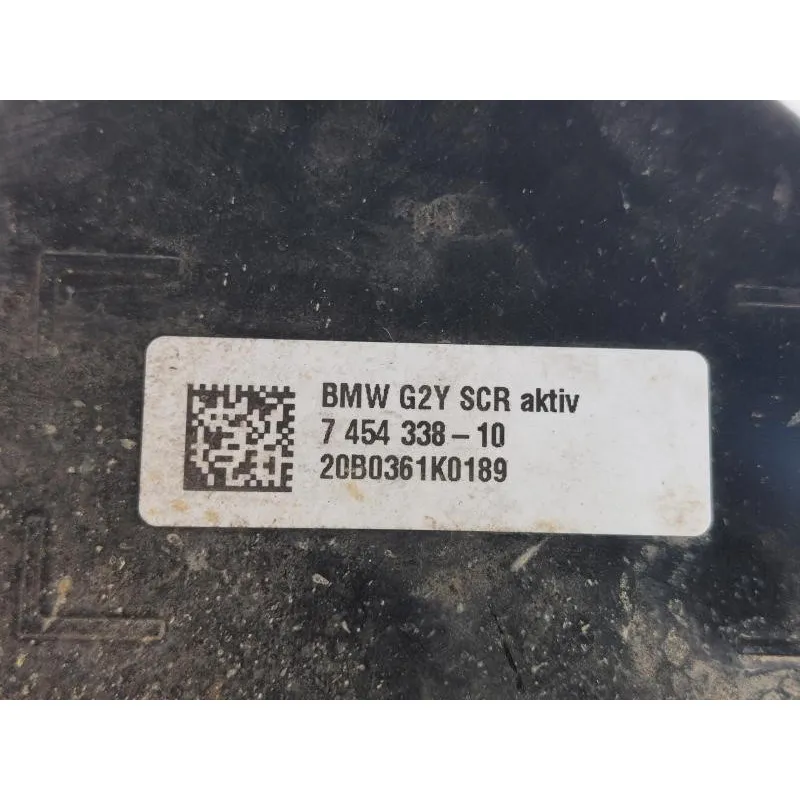 BMW G2Y SCR aktiv
7 454 338-10
20B0361K0189